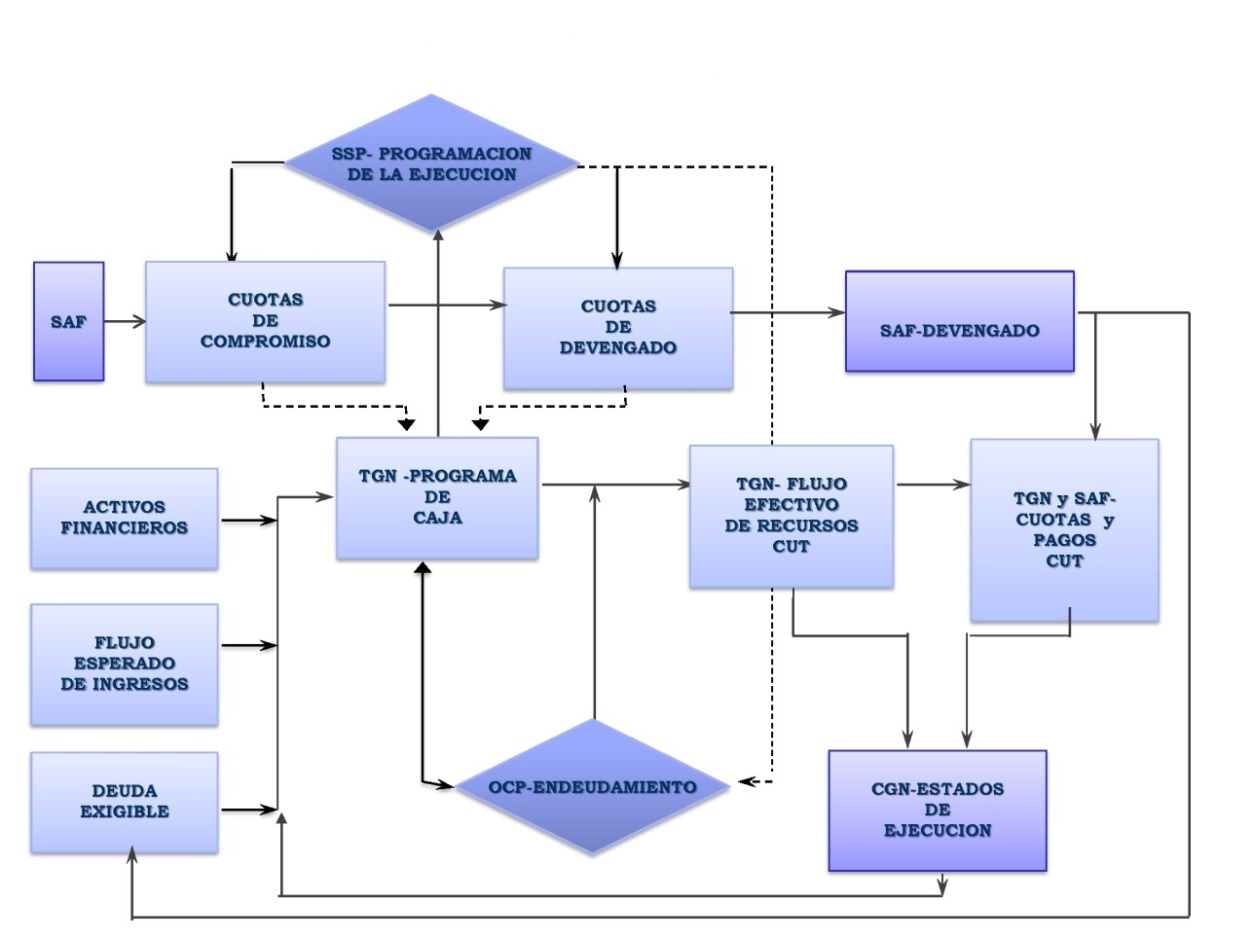 SSP- PROGRAMACION
DE LA EJECUCION
SAF
CUOTAS
DE
COMPROMISO
CUOTAS
DE
DEVENGADO
SAF-DEVENGADO
ACTIVOS
FINANCIEROS
TGN -PROGRAMA
DE
CAJA
TGN- FLUJO
EFECTIVO
DE RECURSOS
CUT
TGN y SAF-
CUOTAS y
PAGOS
CUT
FLUJO
ESPERADO
DE INGRESOS
DEUDA
EXIGIBLE
OCP-ENDEUDAMIENTO
CGN-ESTADOS
DE
EJECUCION